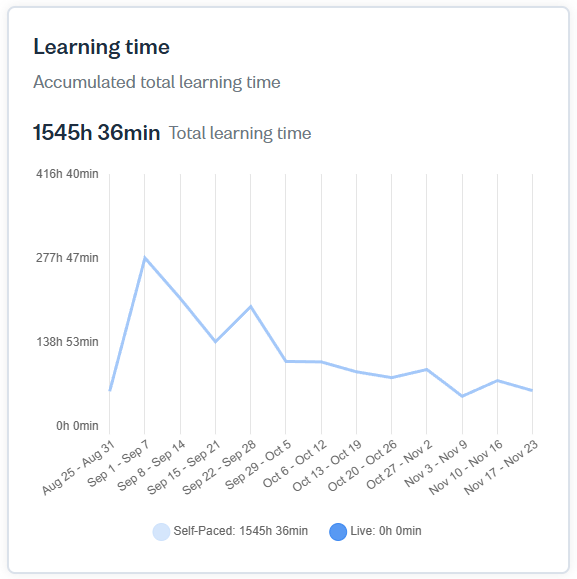 Learning time
Accumulated total learning time
1545h 36min Total learning time
416h 40min
277h 47min
138h 53min
0h 0min
Aug 25 - Aug 31
Sep 1 - Sep 7
Sep 8 - Sep 14
Sep 15 - Sep 21
Sep 22 - Sep 28
Sep 29 - Oct 5
Oct 6 - Oct 12
Oct 13 - Oct 19
Oct 20 - Oct 26
Oct 27 - Nov 2
Nov 3 - Nov 9
Nov 10 - Nov 16
Nov 17 - Nov 23
Self-Paced: 1545h 36min Live: 0h 0min